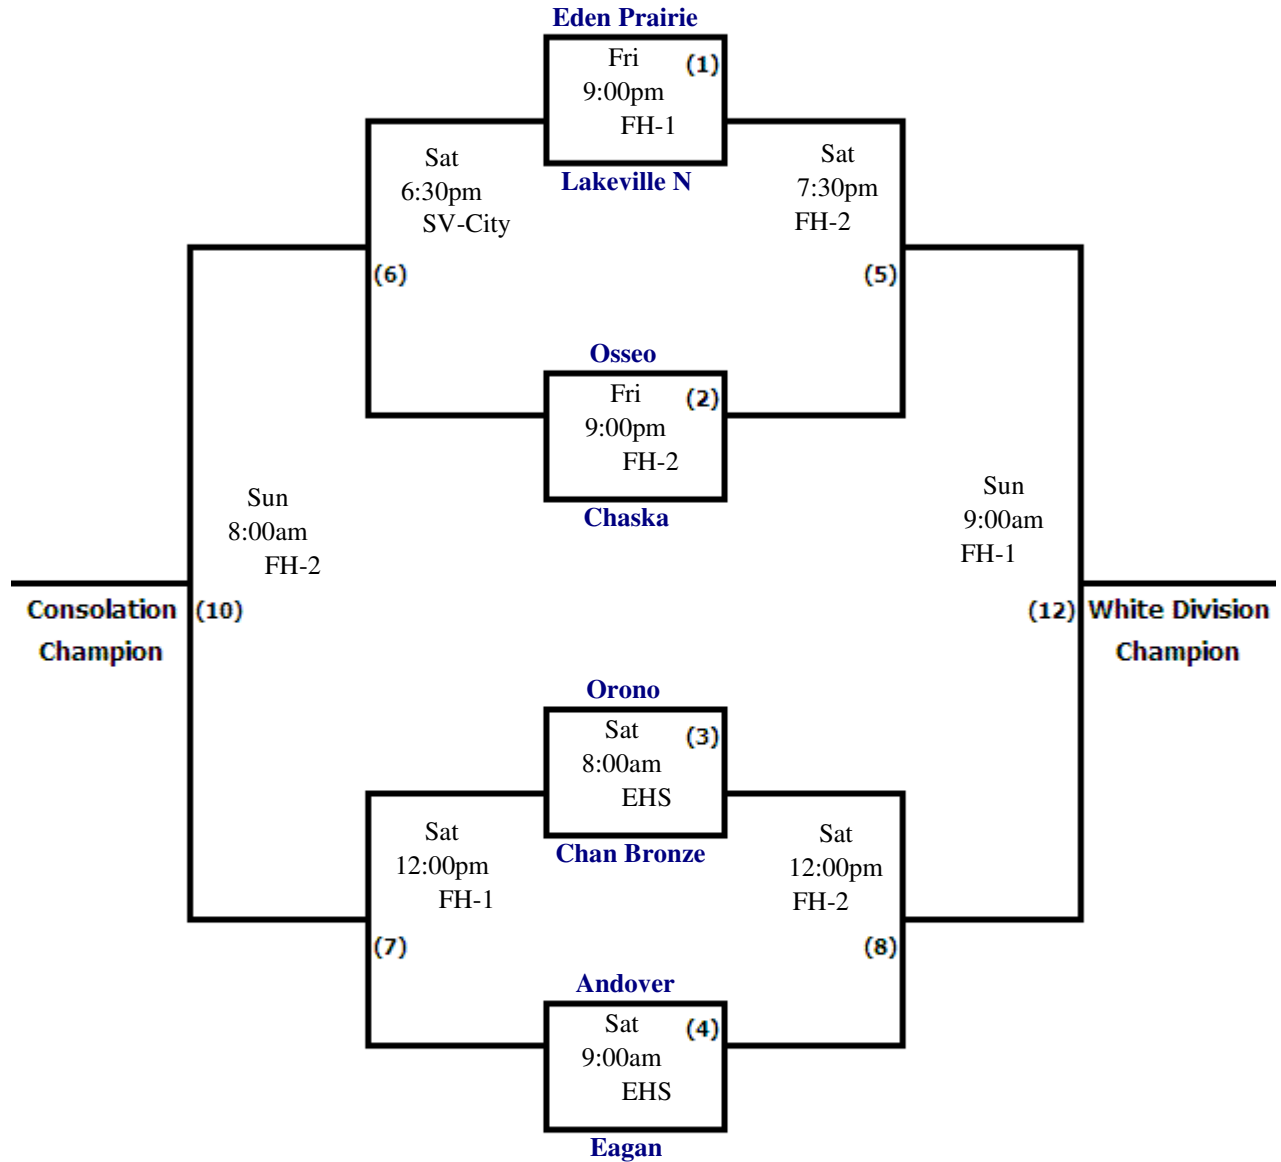 Eden Prairie
Fri
(1)
9:00pm
FH-1
Lakeville N
Sat
6:30pm
SV-City
(6)
Sat
7:30pm
FH-2
(5)
Osseo
Fri
(2)
9:00pm
FH-2
Chaska
Sun
8:00am
FH-2
Consolation
Champion
(10)
Sun
9:00am
FH-1
(12)
White Division
Champion
Orono
Sat
(3)
8:00am
EHS
Chan Bronze
Sat
12:00pm
FH-1
(7)
Sat
12:00pm
FH-2
(8)
Andover
Sat
(4)
9:00am
EHS
Eagan